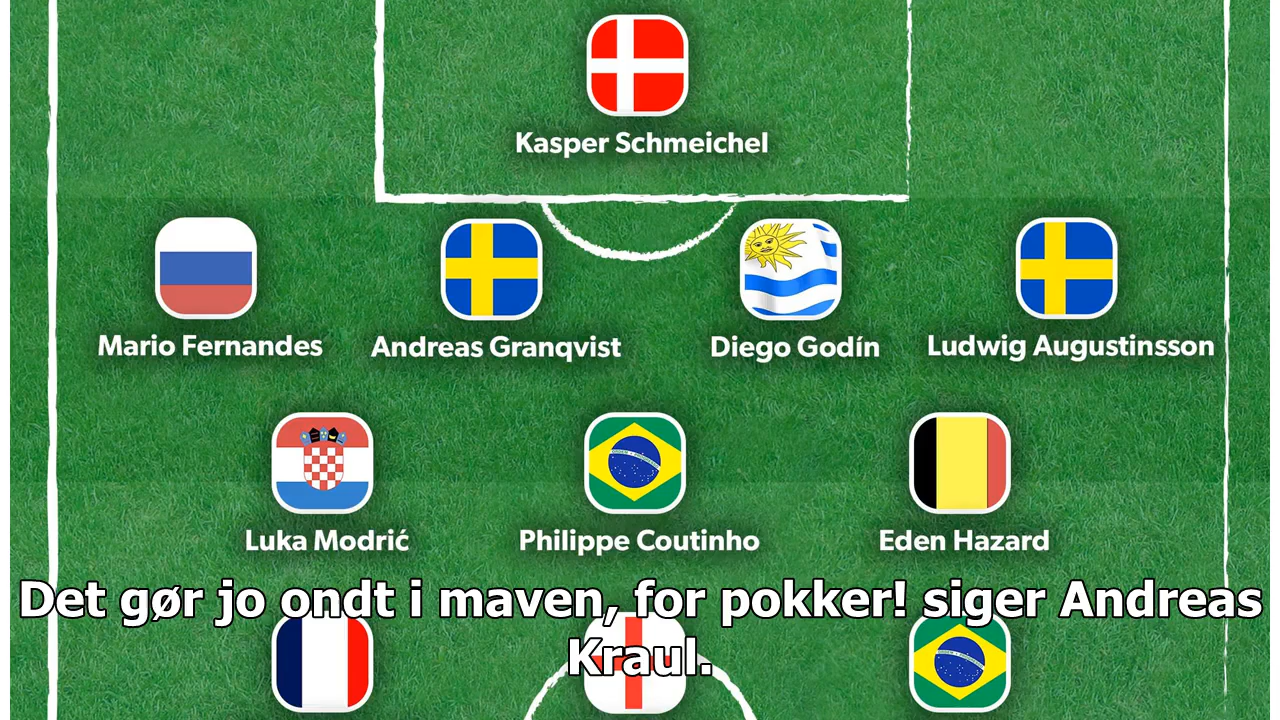 Kasper Schmeichel
Mario Fernandes
Andreas Granqvist
Diego Godín
Ludwig Augustinsson
Luka Modrić
Philippe Coutinho
Eden Hazard
Det gør jo ondt i maven, for pokker! siger Andreas
Kraul.